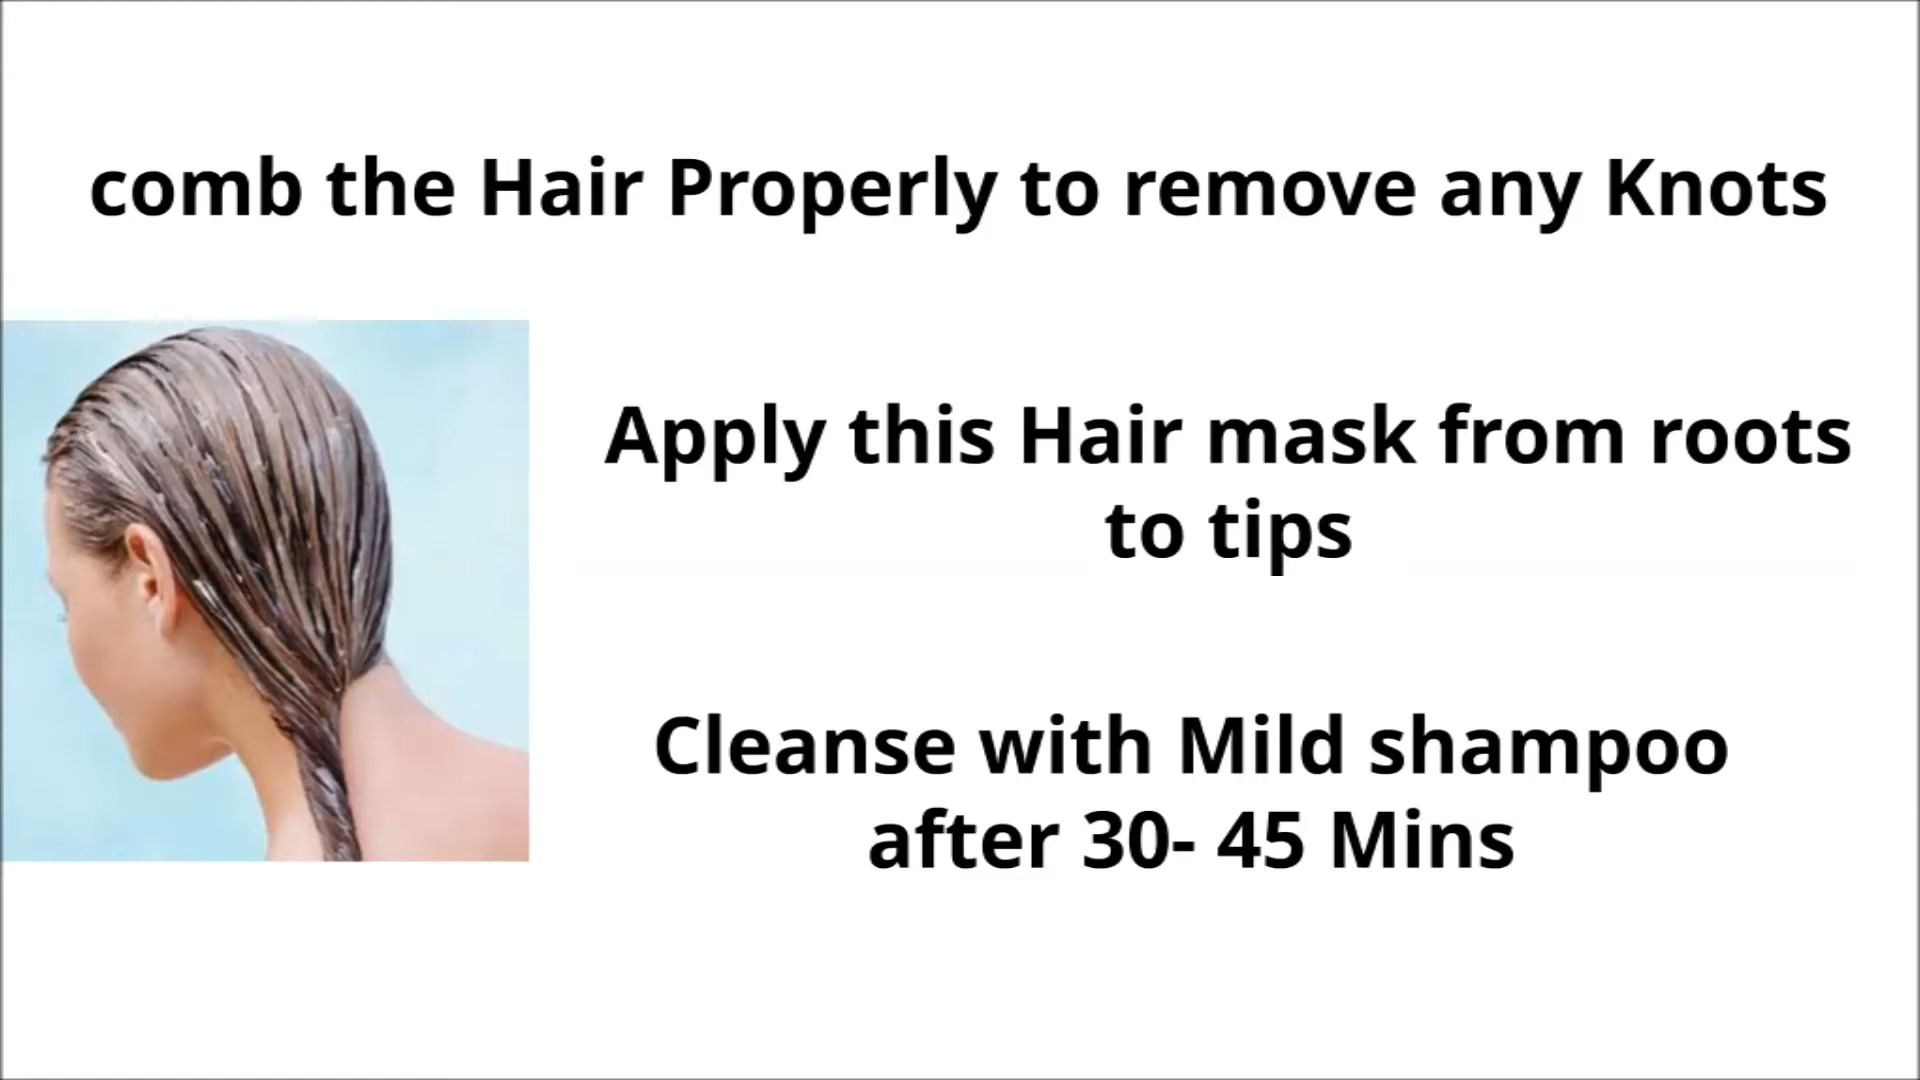 comb the Hair Properly to remove any Knots
Apply this Hair mask from roots
to tips
Cleanse with Mild shampoo
after 30- 45 Mins